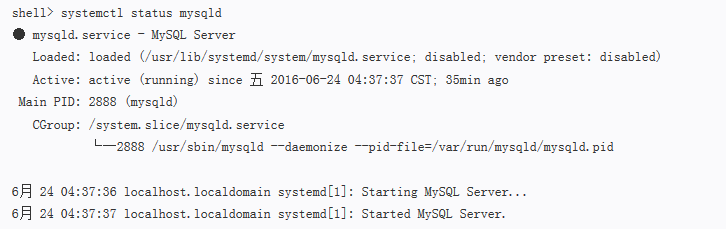 shell> systemctl status mysqld
● mysqld.service - MySQL Server
Loaded: loaded (/usr/lib/systemd/system/mysqld.service; disabled; vendor preset: disabled)
Active: active (running) since 五 2016-06-24 04:37:37 CST; 35min ago
Main PID: 2888 (mysqld)
CGroup: /system.slice/mysqld.service
└─2888 /usr/sbin/mysqld --daemonize --pid-file=/var/run/mysqld/mysqld.pid
6月 24 04:37:36 localhost.localdomain systemd[1]: Starting MySQL Server...
6月 24 04:37:37 localhost.localdomain systemd[1]: Started MySQL Server.